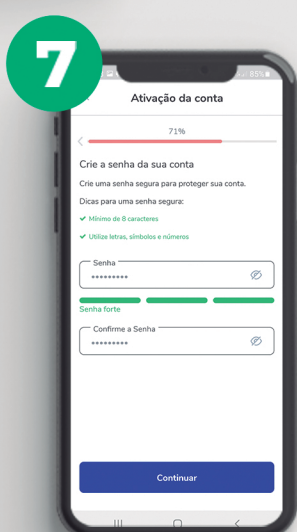 7
85%
Ativação da conta
71%
Crie a senha da sua conta
Crie uma senha segura para proteger sua conta.
Dicas para uma senha segura:
Mínimo de 8 caracteres
Utilize letras, símbolos e números
Senha
•••••••••
Senha forte
Confirme a Senha
•••••••••
Continuar